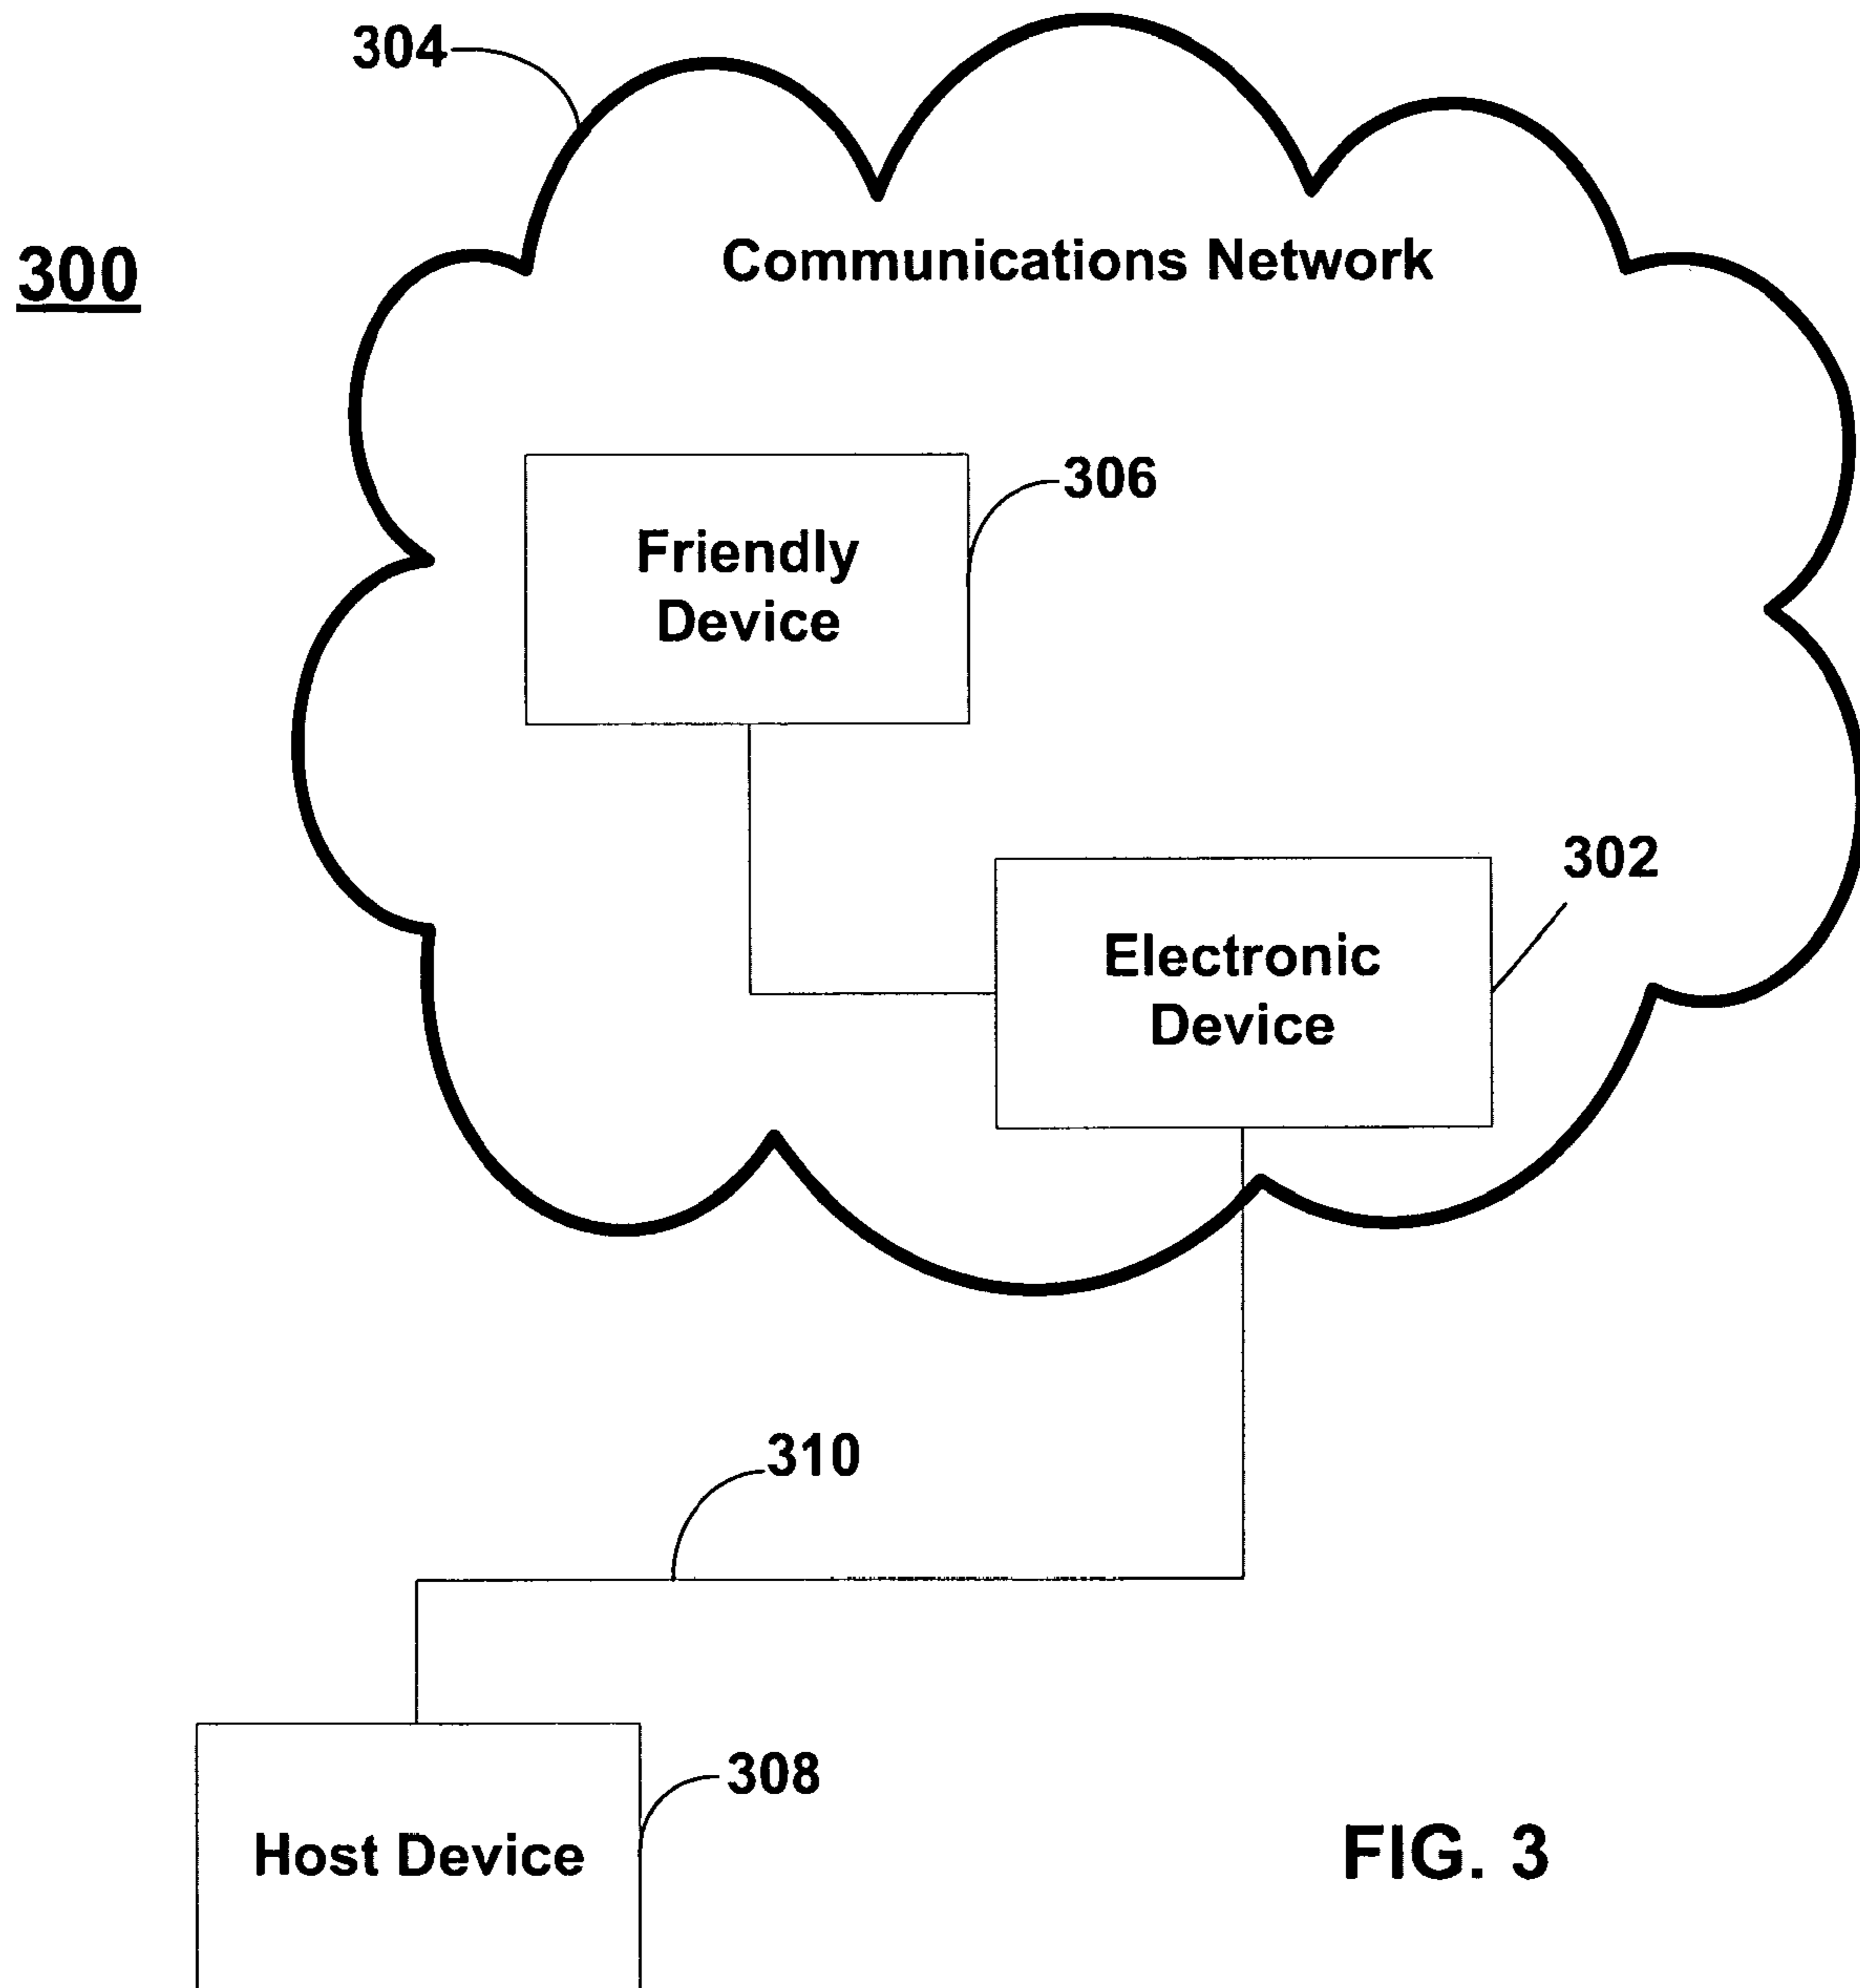 304
300
Communications Network
306
Friendly
Device
302
Electronic
Device
310
308
Host Device
FIG. 3